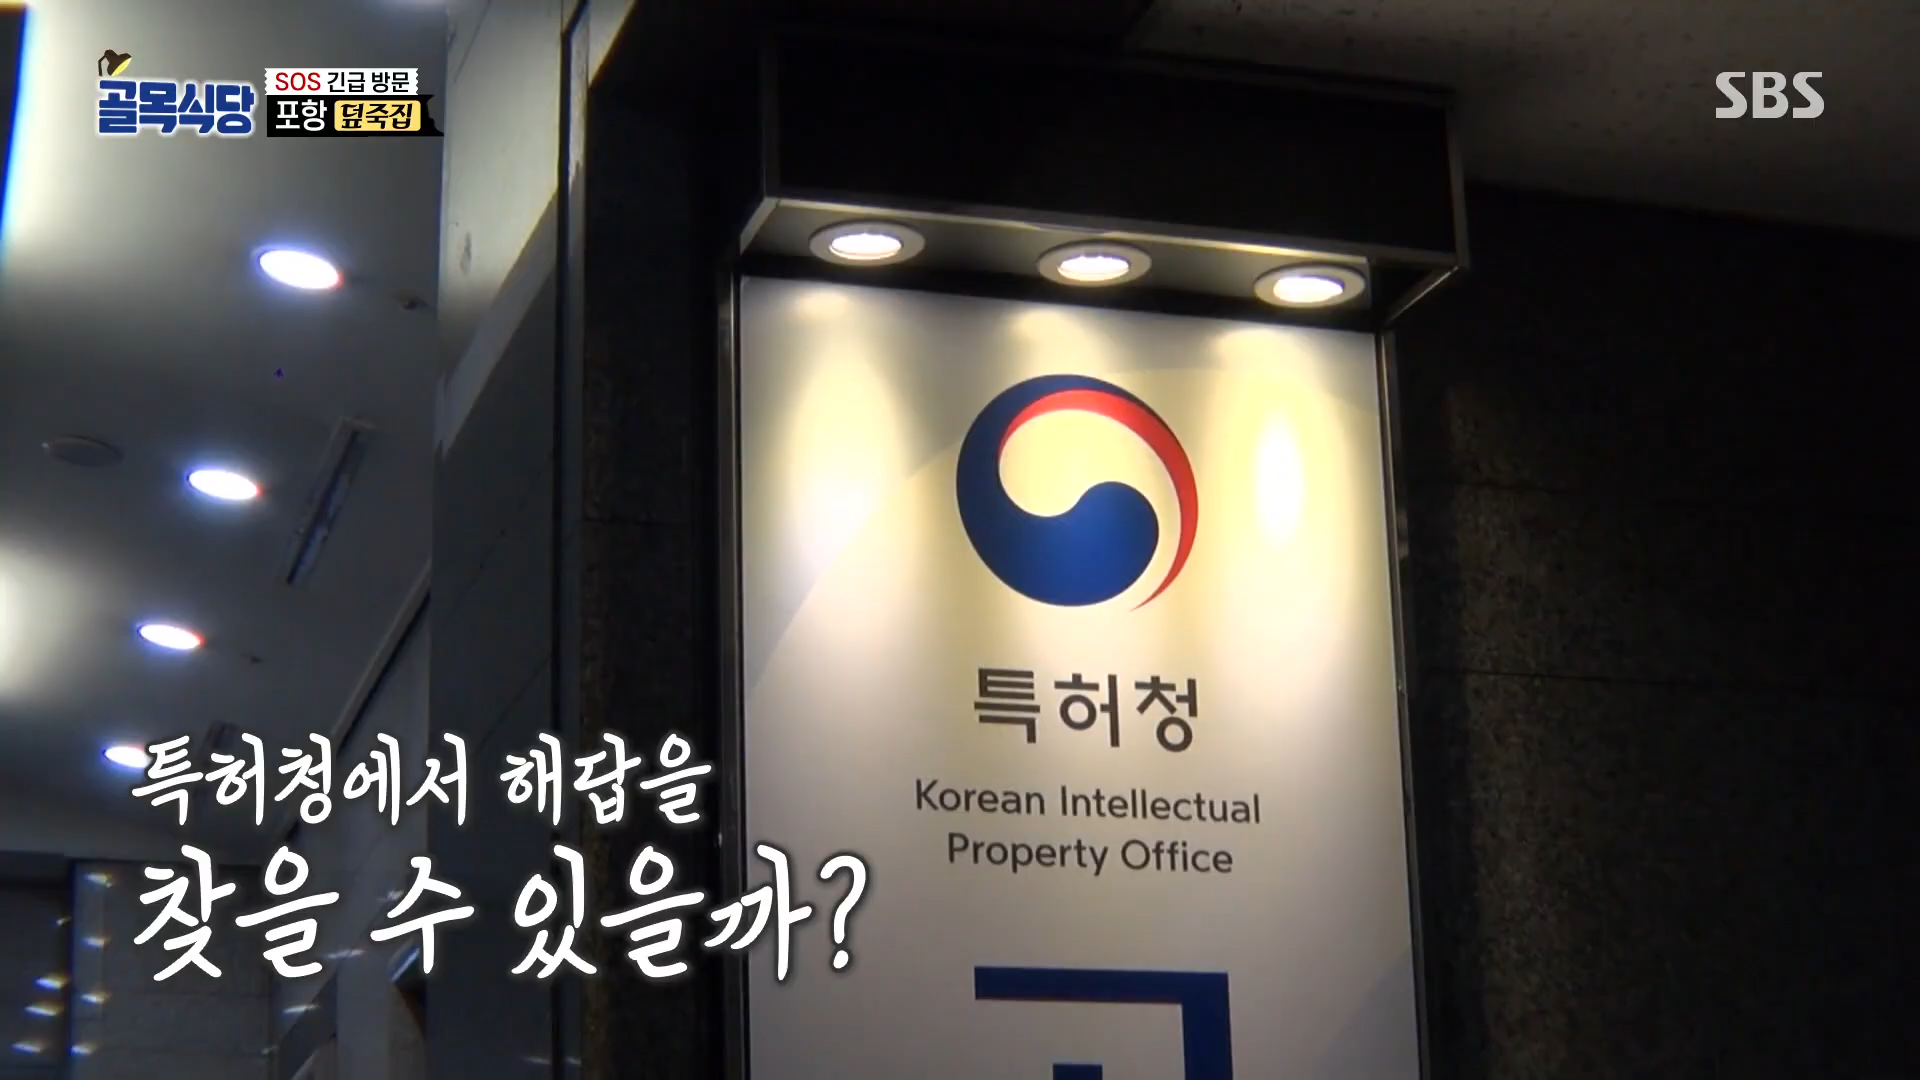 골목식당
SOS 긴급 방문
포항 덮죽집
SBS
특허청
Korean Intellectual
Property Office
특허청에서 해답을
찾을 수 있을까?